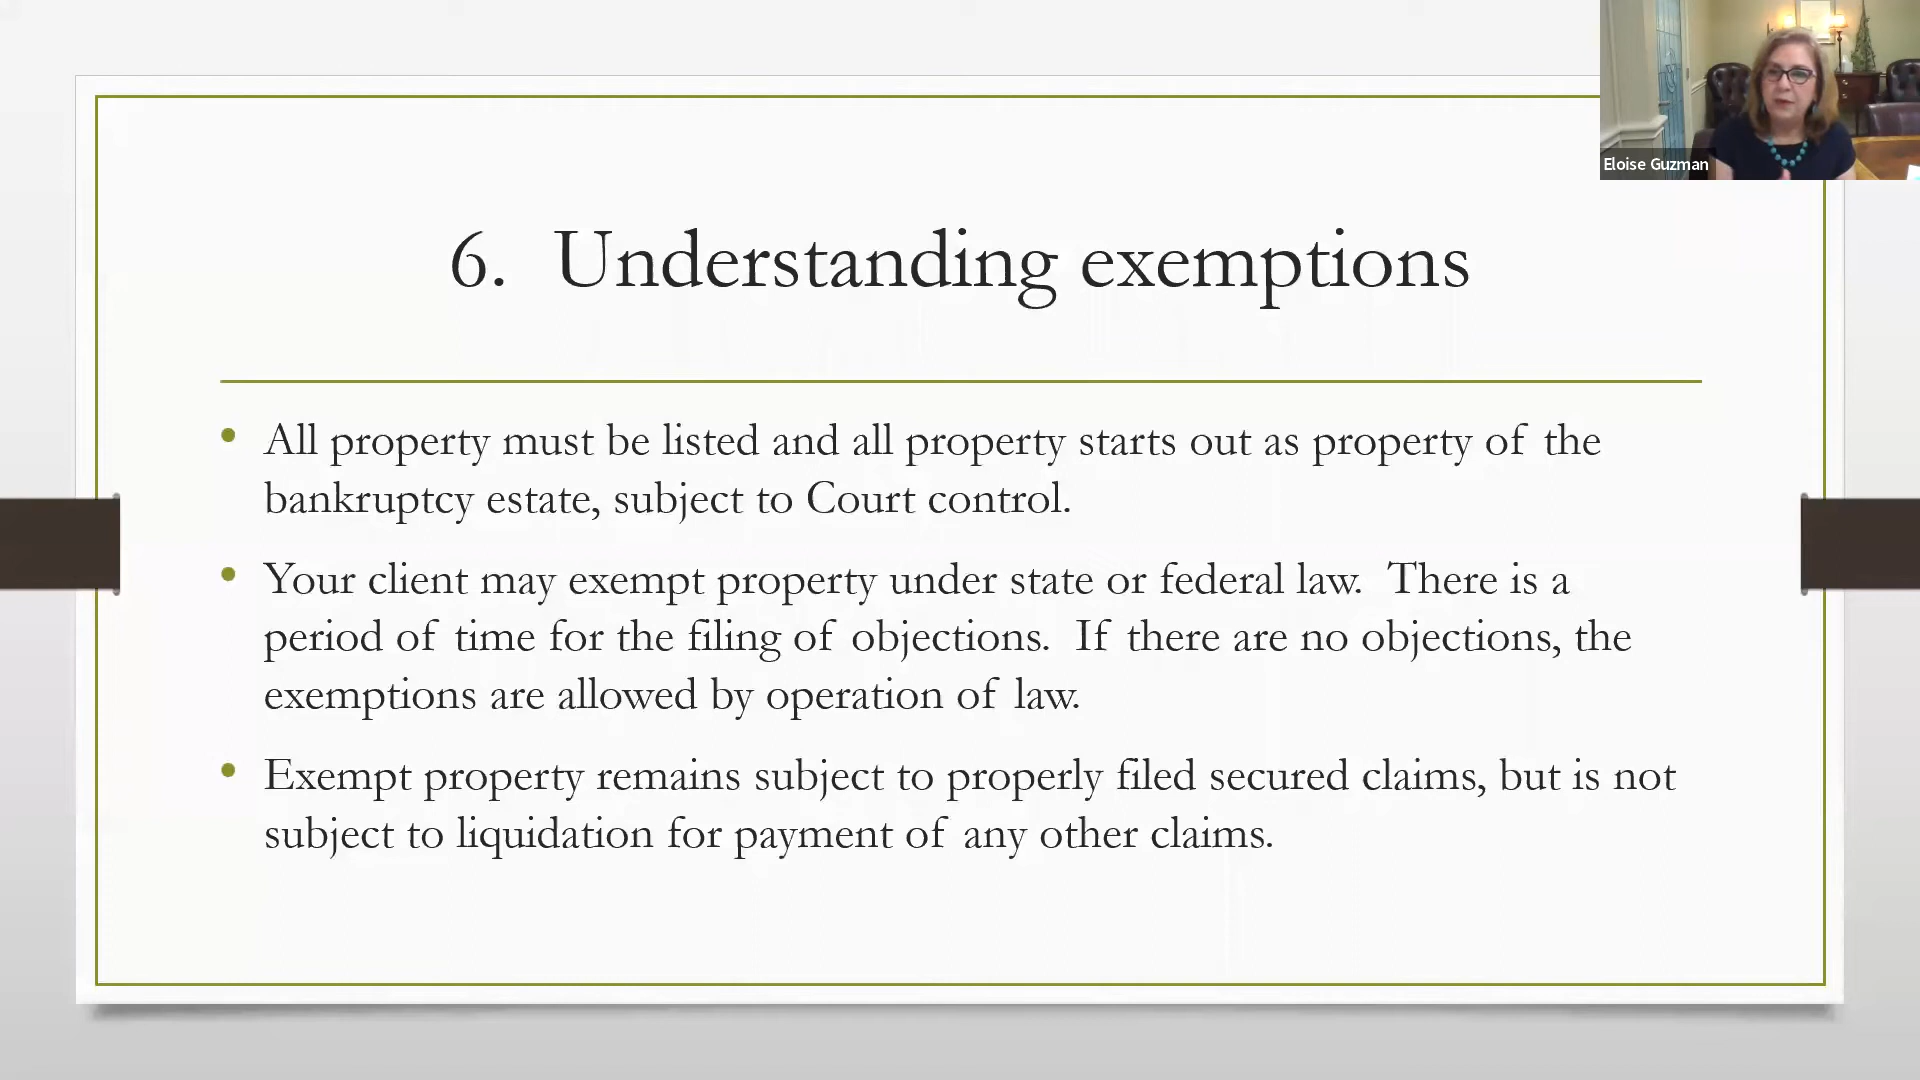 Eloise Guzman
6. Understanding exemptions
All property must be listed and all property starts out as property of the
bankruptcy estate, subject to Court control.
Your client may exempt property under state or federal law. There is a
period of time for the filing of objections. If there are no objections, the
exemptions are allowed by operation of law.
Exempt property remains subject to properly filed secured claims, but is not
subject to liquidation for payment of any other claims.